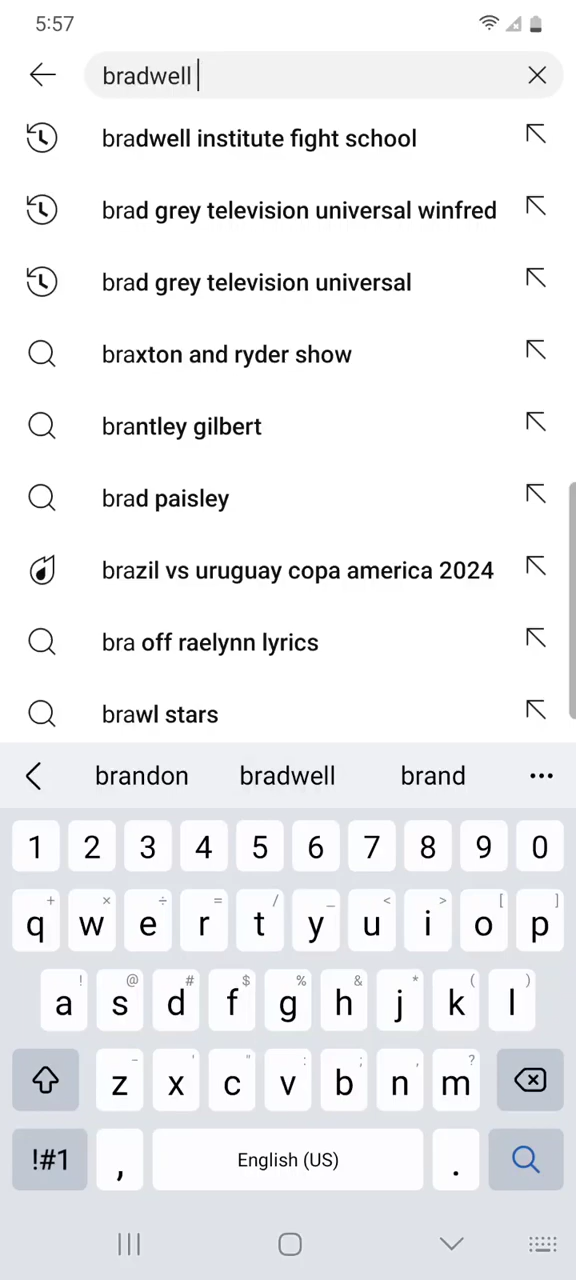 5:57
bradwell
bradwell institute fight school
brad grey television universal winfred
brad grey television universal
braxton and ryder show
brantley gilbert
brad paisley
brazil vs uruguay copa america 2024
bra off raelynn lyrics
brawl stars
brandon bradwell brand ...
1 2 3 4 5 6 7 8 9 0
+ × ÷ = / _ < > [ ]
q w e r t y u i o p
! @ # $ % & * ( )
a s d f g h j k l
- ' " : ; , ?
z x c v b n m
!#1 , English (US) .